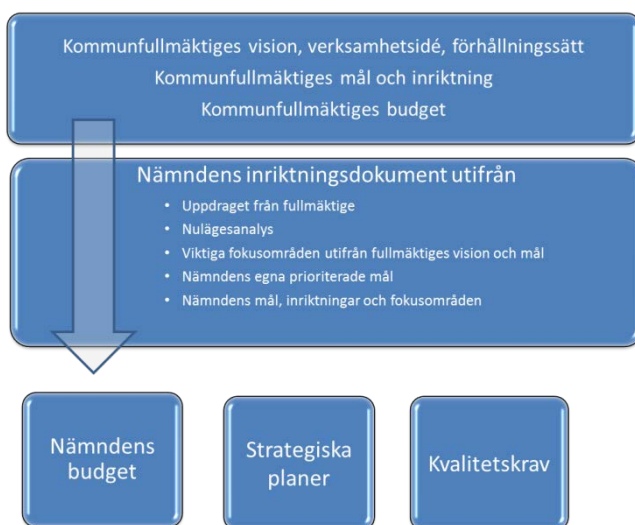 Kommunfullmäktiges vision, verksamhetsidé, förhållningssätt
Kommunfullmäktiges mål och inriktning
Kommunfullmäktiges budget
Nämndens inriktningsdokument utifrån
• Uppdraget från fullmäktige
• Nulägesanalys
• Viktiga fokusområden utifrån fullmäktiges vision och mål
• Nämndens egna prioriterade mål
• Nämndens mål, inriktningar och fokusområden
Nämndens
budget
Strategiska
planer
Kvalitetskrav